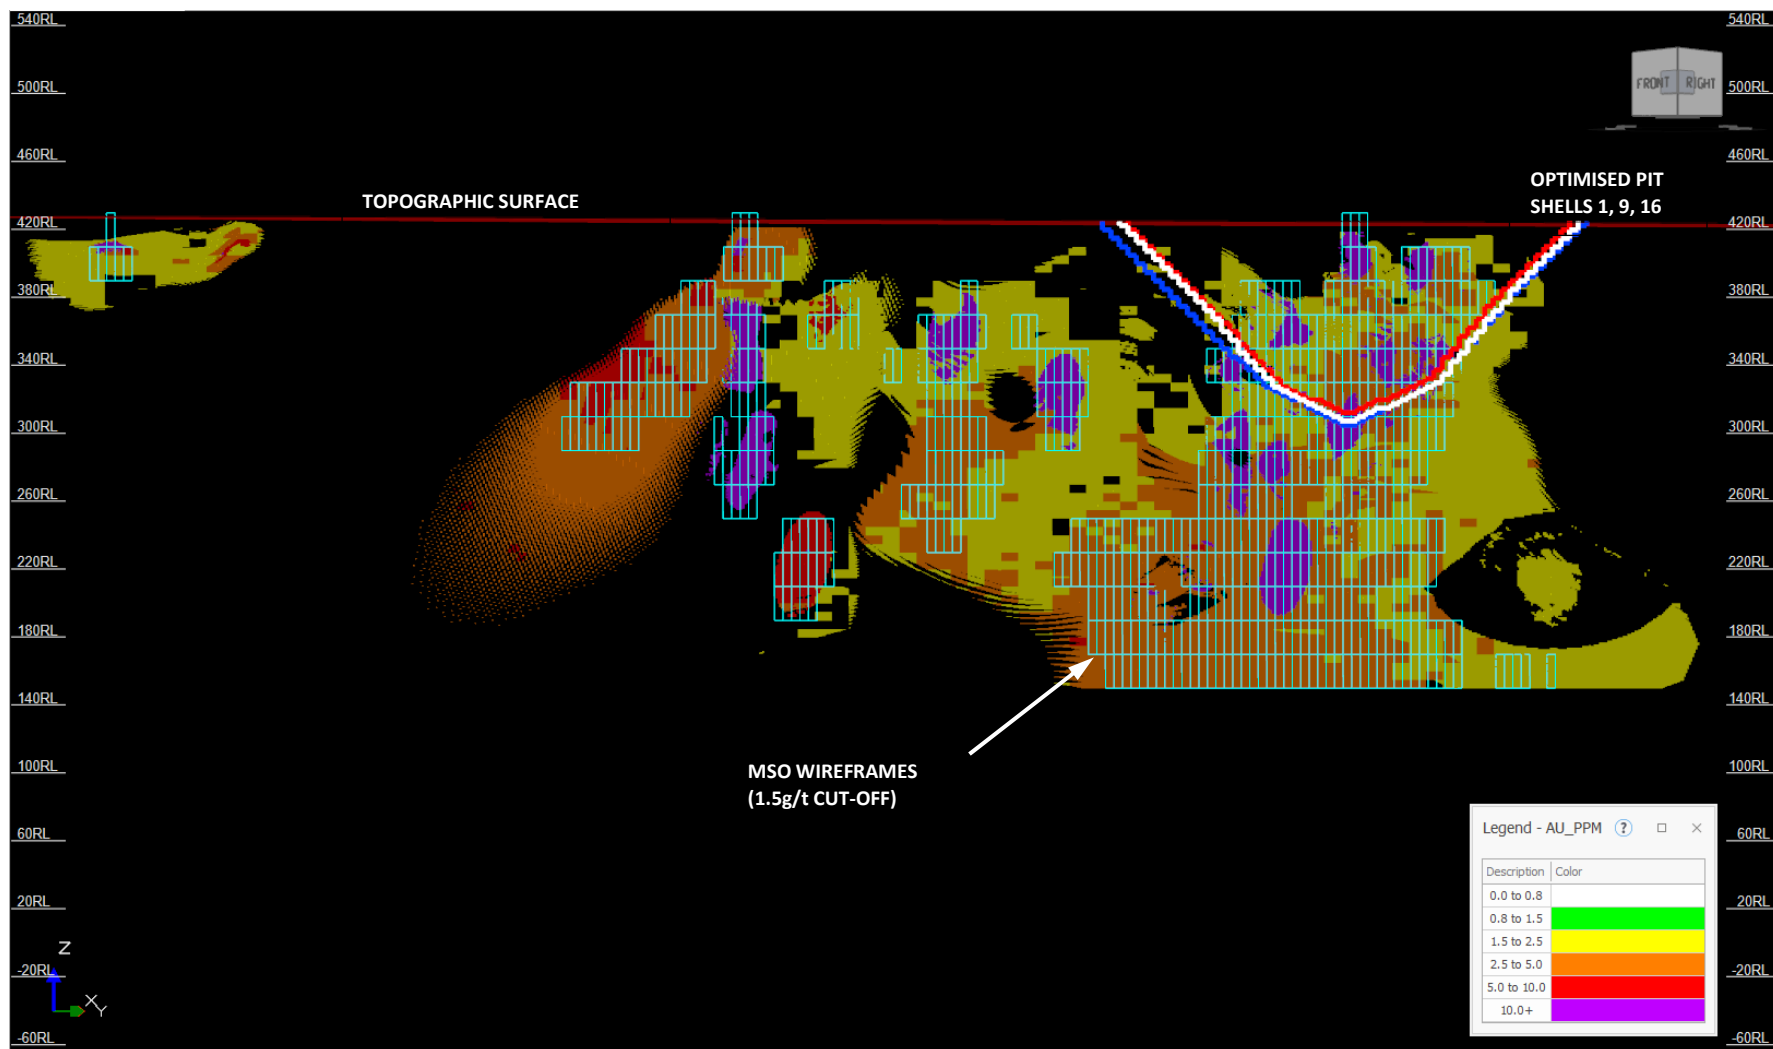 540RL 540RL
FRONT RIGHT
500RL 500RL
460RL 460RL
OPTIMISED PIT
SHELLS 1, 9, 16
TOPOGRAPHIC SURFACE
420RL 420RL
380RL 380RL
340RL 340RL
300RL 300RL
260RL 260RL
220RL 220RL
180RL 180RL
140RL 140RL
MSO WIREFRAMES
(1.5g/t CUT-OFF)
100RL 100RL
60RL 60RL
20RL 20RL
-20RL -20RL
-60RL -60RL
Z
X
Y
Legend - AU_PPM ?
Description Color
0.0 to 0.8
0.8 to 1.5
1.5 to 2.5
2.5 to 5.0
5.0 to 10.0
10.0+